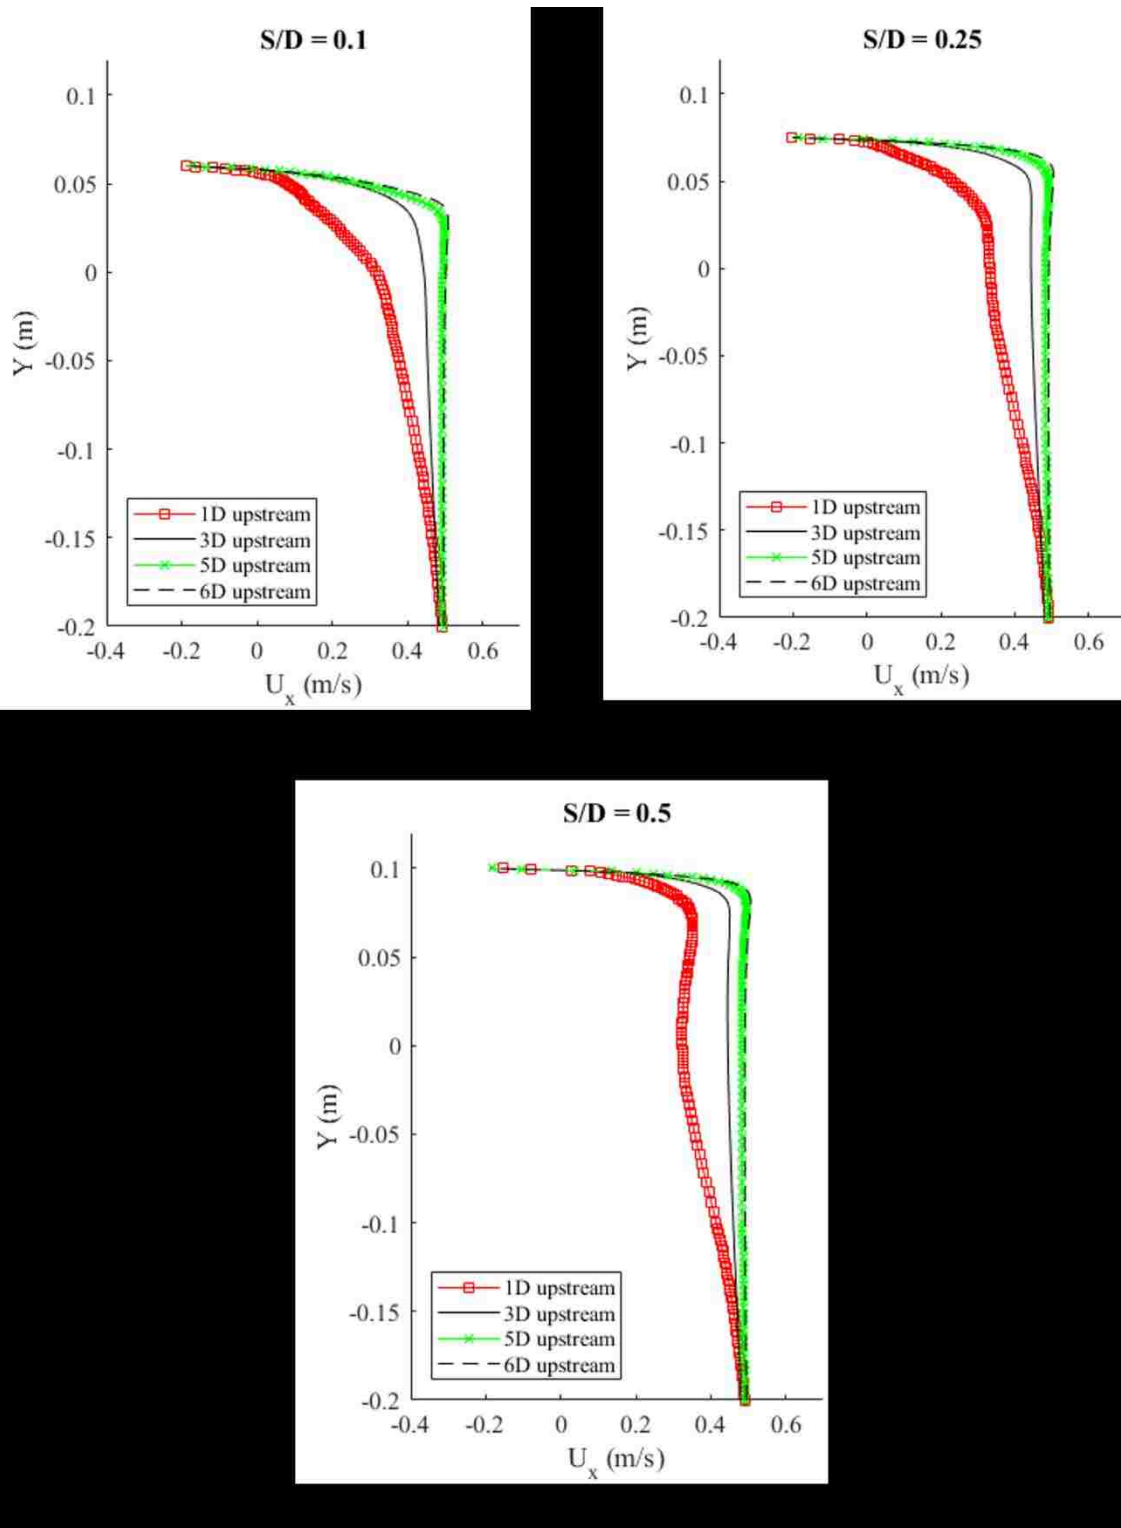 S/D = 0.1
0.1
0.05
0
-0.05
-0.1
-0.15
-0.2
Y (m)
1D upstream
3D upstream
5D upstream
6D upstream
-0.4 -0.2 0 0.2 0.4 0.6
Uₓ (m/s)
S/D = 0.25
0.1
0.05
0
-0.05
-0.1
-0.15
-0.2
Y (m)
1D upstream
3D upstream
5D upstream
6D upstream
-0.4 -0.2 0 0.2 0.4 0.6
Uₓ (m/s)
S/D = 0.5
0.1
0.05
0
-0.05
-0.1
-0.15
-0.2
Y (m)
1D upstream
3D upstream
5D upstream
6D upstream
-0.4 -0.2 0 0.2 0.4 0.6
Uₓ (m/s)